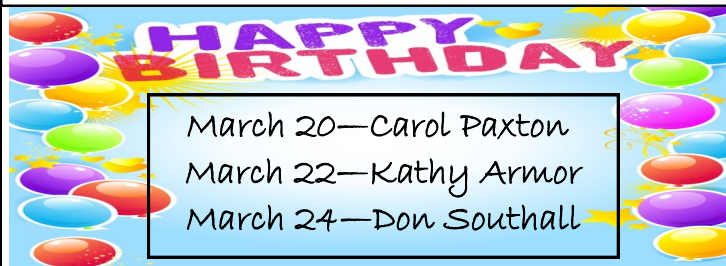 HAPPY
BIRTHDAY
March 20—Carol Paxton
March 22—Kathy Armor
March 24—Don Southall